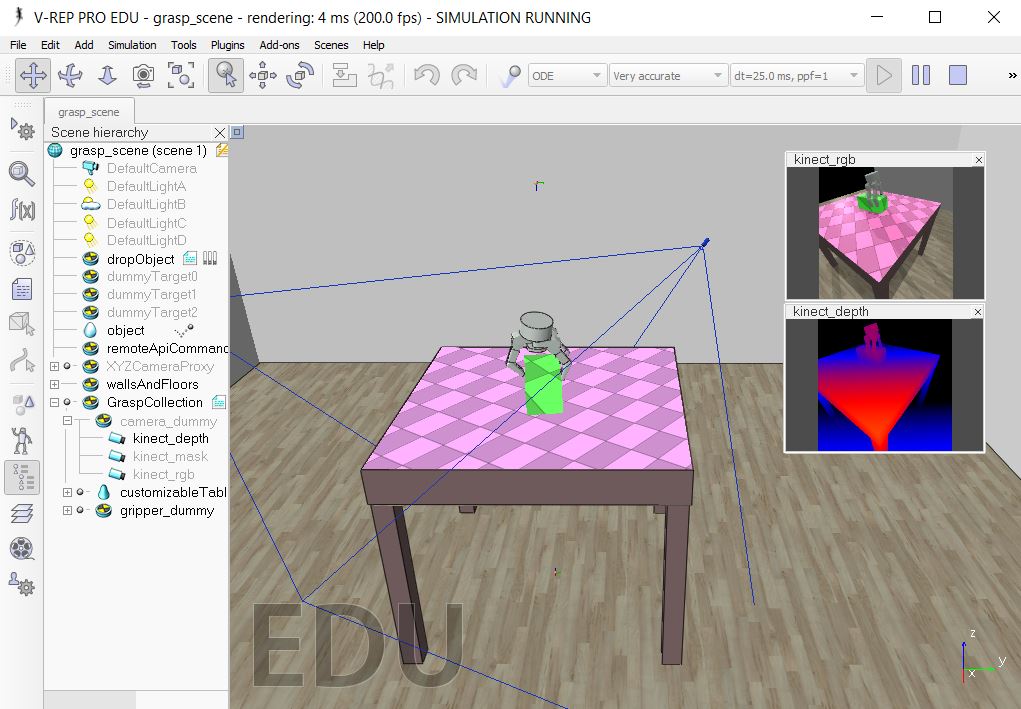 V-REP PRO EDU - grasp_scene - rendering: 4 ms (200.0 fps) - SIMULATION RUNNING
File Edit Add Simulation Tools Plugins Add-ons Scenes Help
ODE Very accurate dt=25.0 ms, ppf=1 »
grasp_scene
Scene hierarchy
grasp_scene (scene 1)
DefaultCamera
DefaultLightA
DefaultLightB
DefaultLightC
DefaultLightD
dropObject
dummyTarget0
dummyTarget1
dummyTarget2
object
remoteApiCommand
XYZCameraProxy
wallsAndFloors
GraspCollection
camera_dummy
kinect_depth
kinect_mask
kinect_rgb
customizableTabl
gripper_dummy
f(x)
kinect_rgb
kinect_depth
EDU
z
y
x